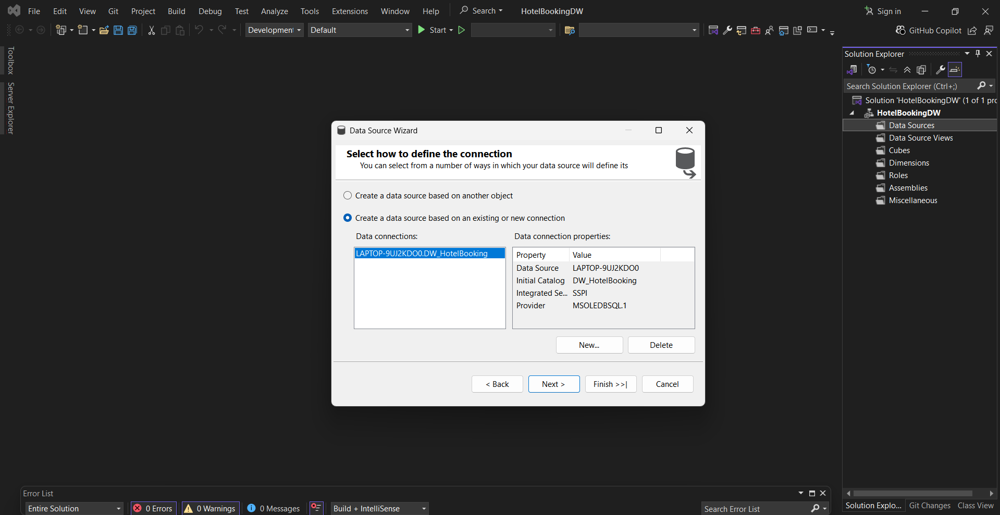 File Edit View Git Project Build Debug Test Analyze Tools Extensions Window Help Search HotelBookingDW Sign in
Development Default Start GitHub Copilot
Toolbox
Server Explorer
Solution Explorer
Search Solution Explorer (Ctrl+;)
Solution 'HotelBookingDW' (1 of 1 pro
HotelBookingDW
Data Sources
Data Source Views
Cubes
Dimensions
Roles
Assemblies
Miscellaneous
Data Source Wizard
Select how to define the connection
You can select from a number of ways in which your data source will define its
Create a data source based on another object
Create a data source based on an existing or new connection
Data connections:
LAPTOP-9UJ2KDO0.DW_HotelBooking
Data connection properties:
Property Value
Data Source LAPTOP-9UJ2KDO0
Initial Catalog DW_HotelBooking
Integrated Se... SSPI
Provider MSOLEDBSQL.1
New... Delete
< Back Next > Finish >>| Cancel
Error List
Entire Solution 0 Errors 0 Warnings 0 Messages Build + IntelliSense Search Error List
Solution Explo... Git Changes Class View